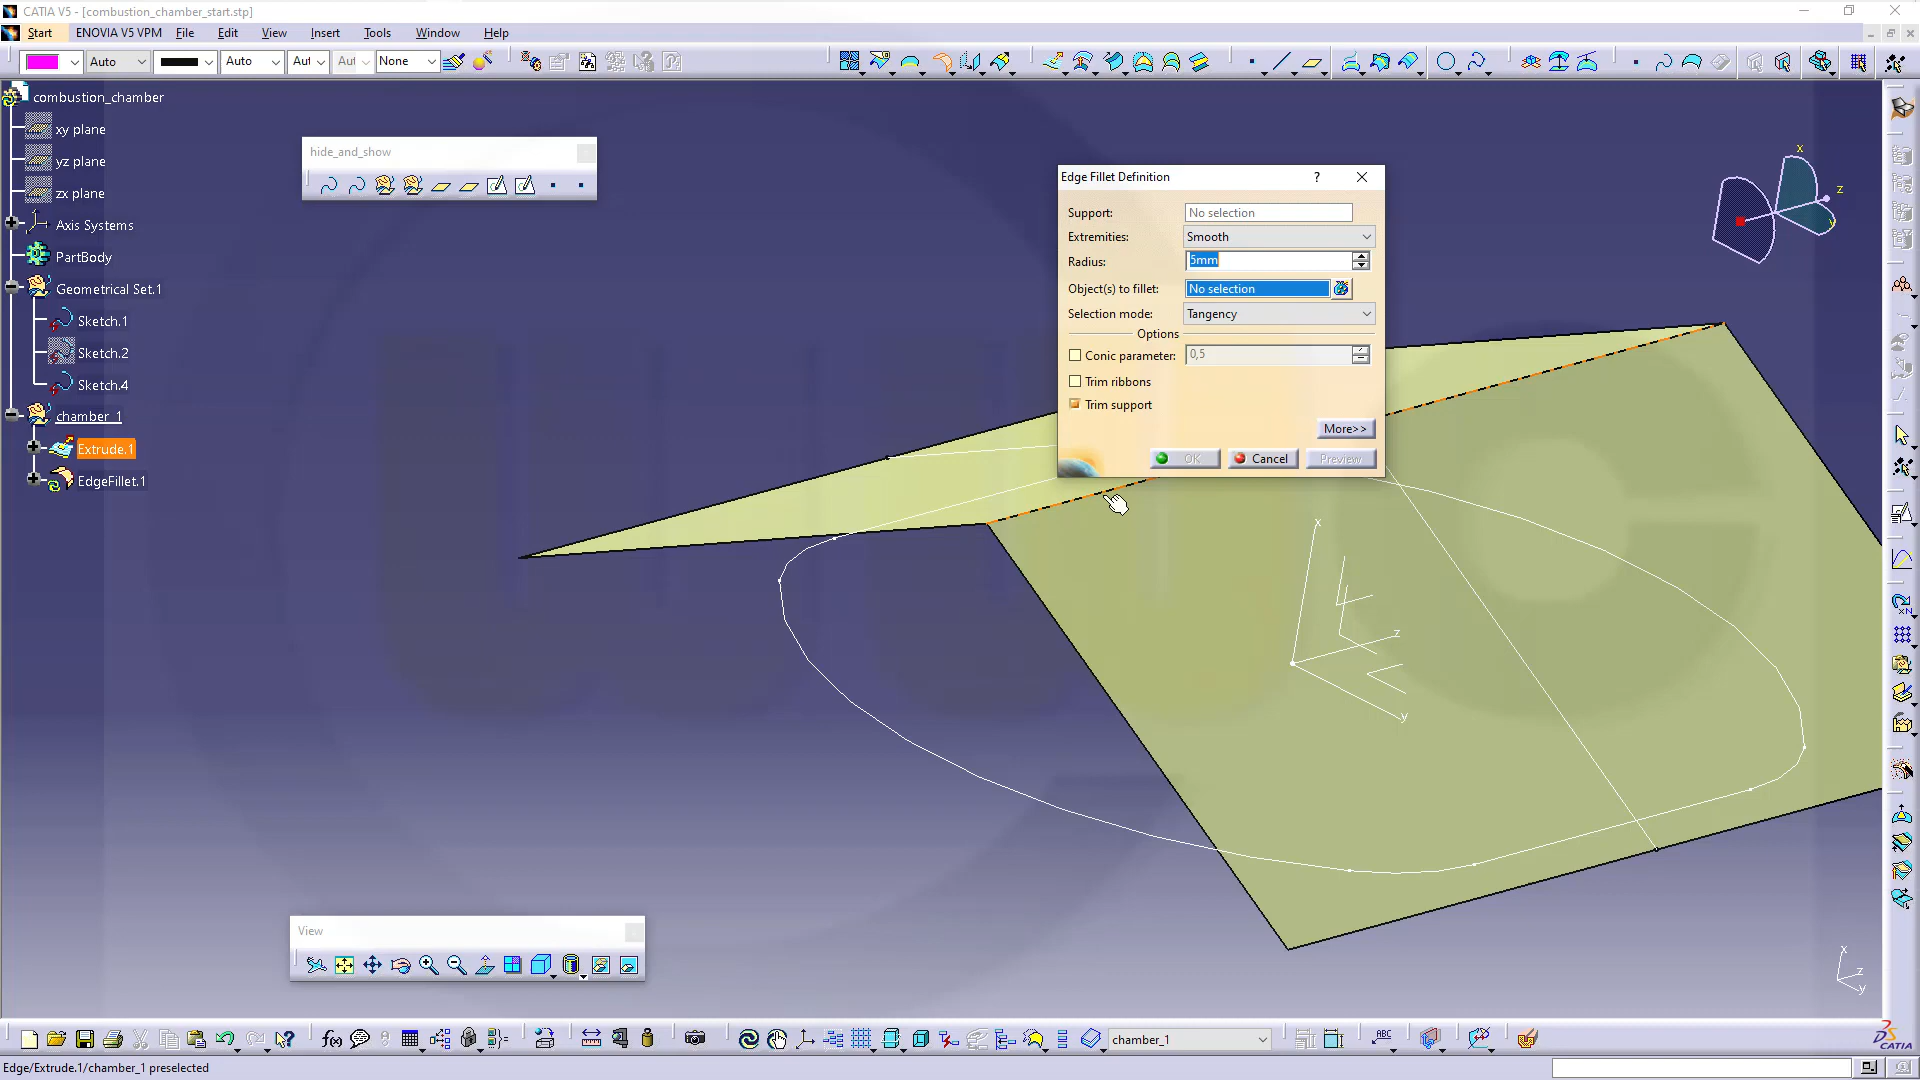 CATIA V5 - [combustion_chamber_start.stp]
Start ENOVIA V5 VPM File Edit View Insert Tools Window Help
Auto Auto Aut Aut None
combustion_chamber
xy plane
yz plane
zx plane
Axis Systems
PartBody
Geometrical Set.1
Sketch.1
Sketch.2
Sketch.4
chamber_1
Extrude.1
EdgeFillet.1
hide_and_show
Edge Fillet Definition ?
Support: No selection
Extremities: Smooth
Radius: 5mm
Object(s) to fillet: No selection
Selection mode: Tangency
Options
Conic parameter: 0,5
Trim ribbons
Trim support
More>>
OK Cancel Preview
x
z
y
x
z
y
x
z
y
View
f(x) chamber_1 ABC
CATIA
Edge/Extrude.1/chamber_1 preselected